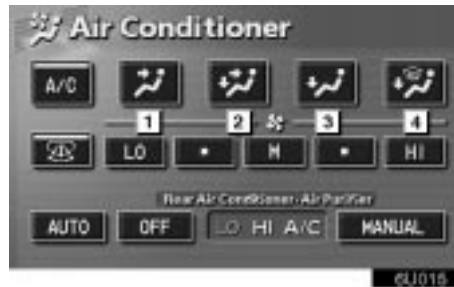 Air Conditioner
A/C
1 2 3 4
LO • M • HI
Rear Air Conditioner·Air Purifier
AUTO OFF LO HI A/C MANUAL
6U015